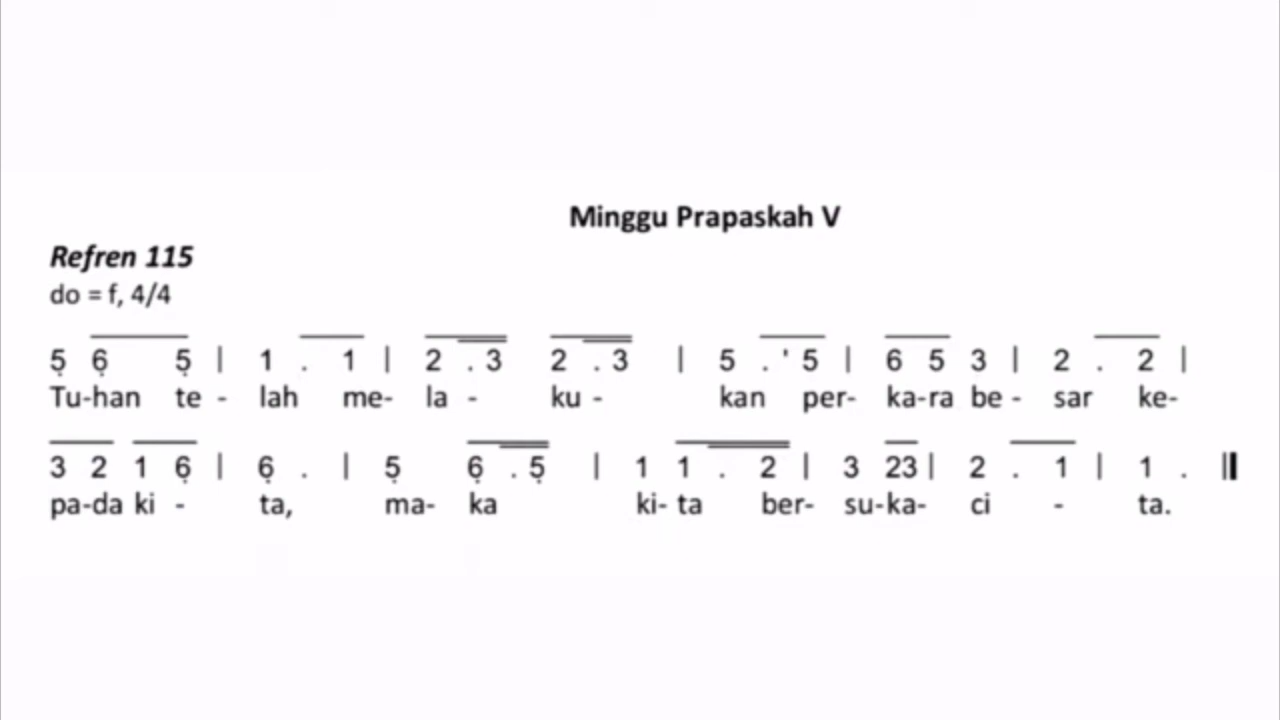 Minggu Prapaskah V
Refren 115
do = f, 4/4
5̣ 6̣ 5̣ | 1 . 1 | 2 . 3 2 . 3 | 5 . ' 5 | 6 5 3 | 2 . 2 |
Tu-han te - lah me- la - ku - kan per- ka-ra be - sar ke-
3 2 1 6̣ | 6̣ . | 5̣ 6̣ . 5̣ | 1 1 . 2 | 3 23 | 2 . 1 | 1 . ||
pa-da ki - ta, ma- ka ki- ta ber- su-ka- ci - ta.